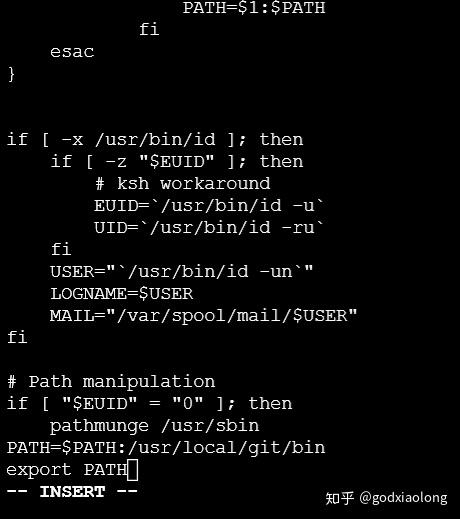 PATH=$1:$PATH
            fi
    esac
}


if [ -x /usr/bin/id ]; then
    if [ -z "$EUID" ]; then
        # ksh workaround
        EUID=`/usr/bin/id -u`
        UID=`/usr/bin/id -ru`
    fi
    USER="`/usr/bin/id -un`"
    LOGNAME=$USER
    MAIL="/var/spool/mail/$USER"
fi

# Path manipulation
if [ "$EUID" = "0" ]; then
    pathmunge /usr/sbin
PATH=$PATH:/usr/local/git/bin
export PATH
-- INSERT --
知乎 @godxiaolong